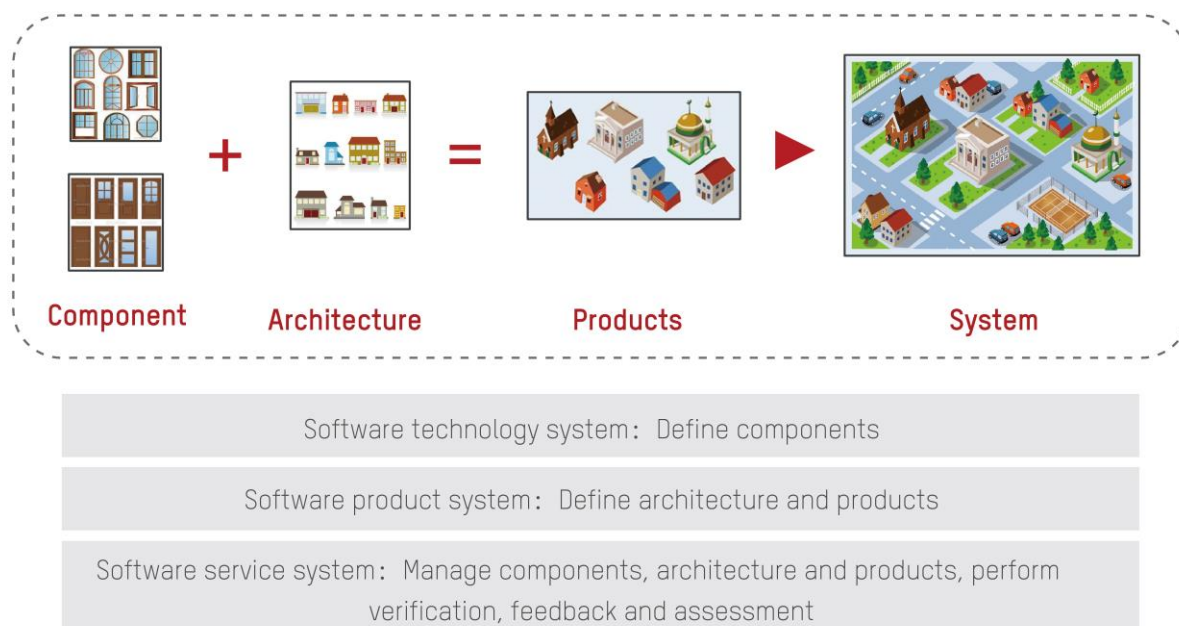 +
=
Component
Architecture
Products
System
Software technology system: Define components
Software product system: Define architecture and products
Software service system: Manage components, architecture and products, perform
verification, feedback and assessment